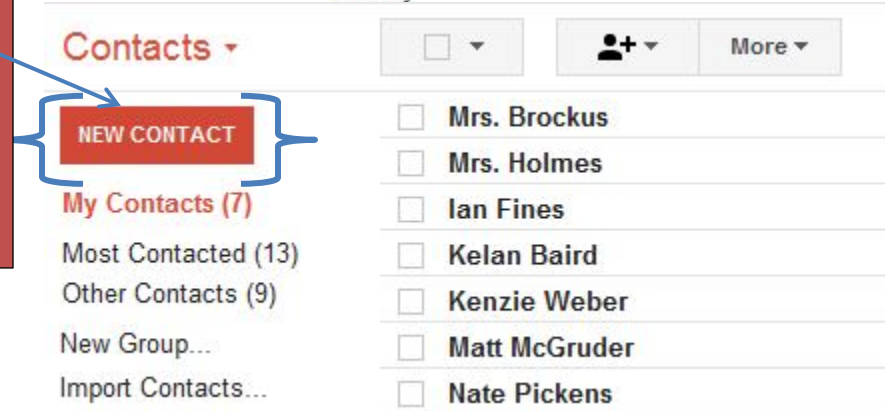 Contacts
More
NEW CONTACT
My Contacts (7)
Most Contacted (13)
Other Contacts (9)
New Group...
Import Contacts...
Mrs. Brockus
Mrs. Holmes
Ian Fines
Kelan Baird
Kenzie Weber
Matt McGruder
Nate Pickens